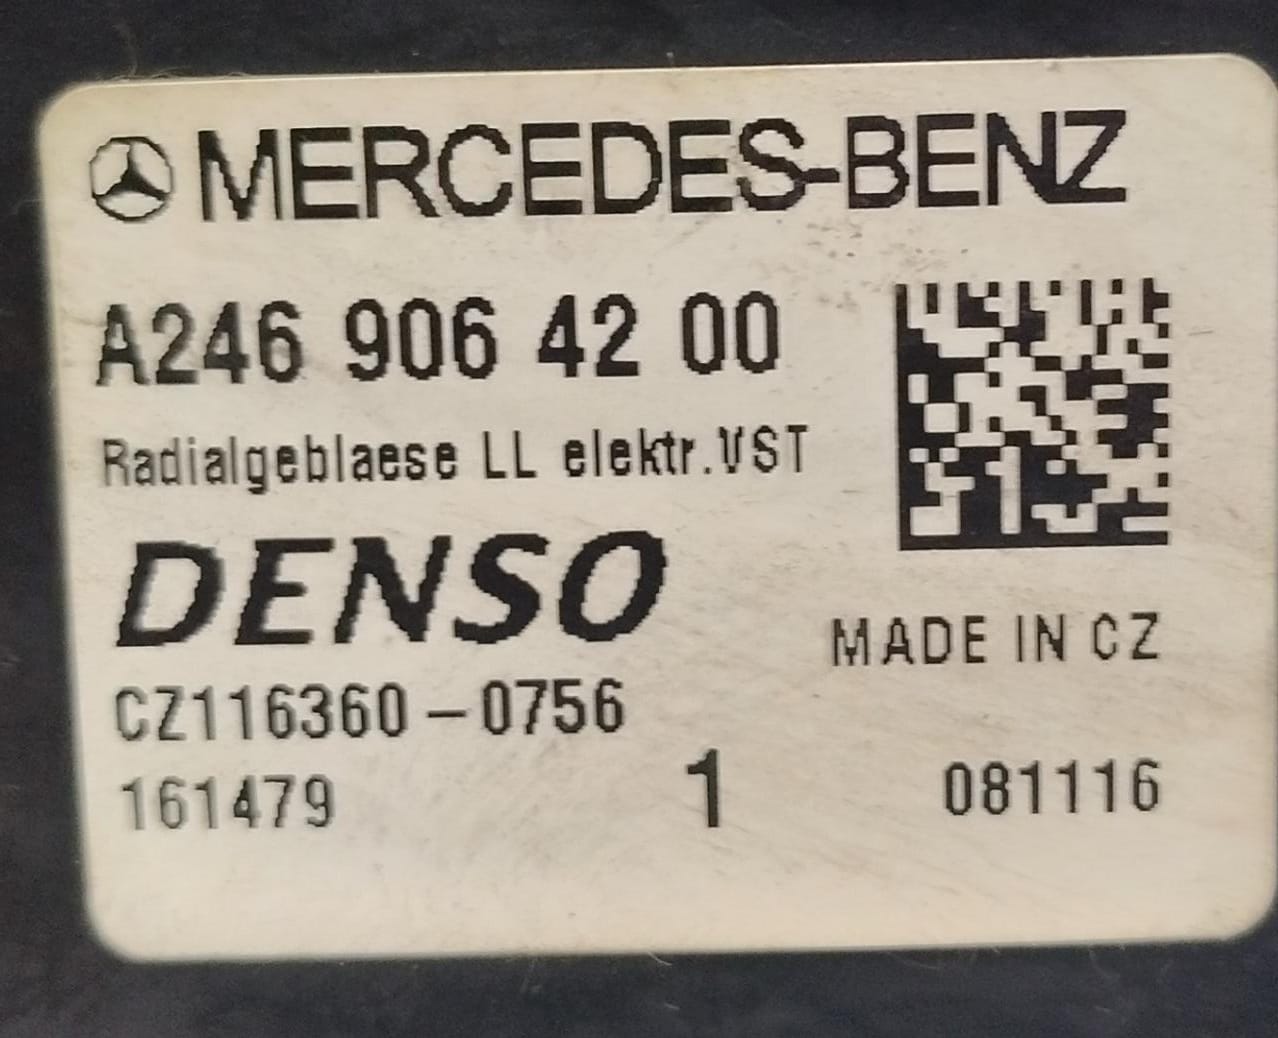 MERCEDES-BENZ
A246 906 42 00
Radialgeblaese LL elektr.VST
DENSO
MADE IN CZ
CZ116360-0756
161479 1 081116